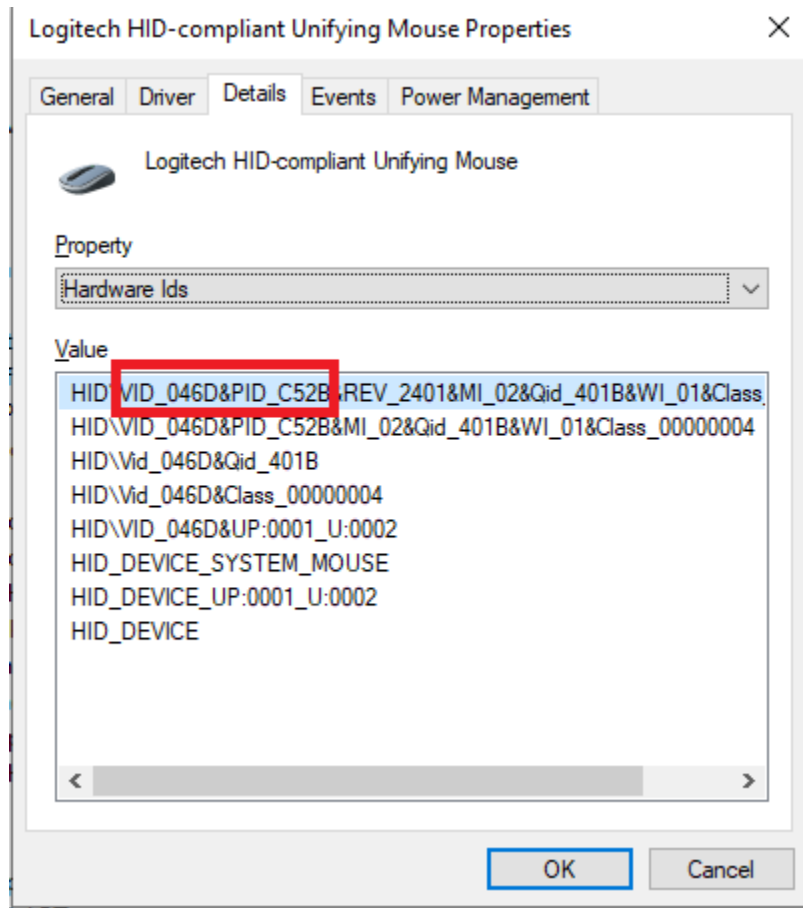 Logitech HID-compliant Unifying Mouse Properties
General Driver Details Events Power Management
Logitech HID-compliant Unifying Mouse
Property
Hardware Ids
Value
HID\VID_046D&PID_C52B&REV_2401&MI_02&Qid_401B&WI_01&Class_
HID\VID_046D&PID_C52B&MI_02&Qid_401B&WI_01&Class_00000004
HID\Vid_046D&Qid_401B
HID\Vid_046D&Class_00000004
HID\VID_046D&UP:0001_U:0002
HID_DEVICE_SYSTEM_MOUSE
HID_DEVICE_UP:0001_U:0002
HID_DEVICE
OK Cancel